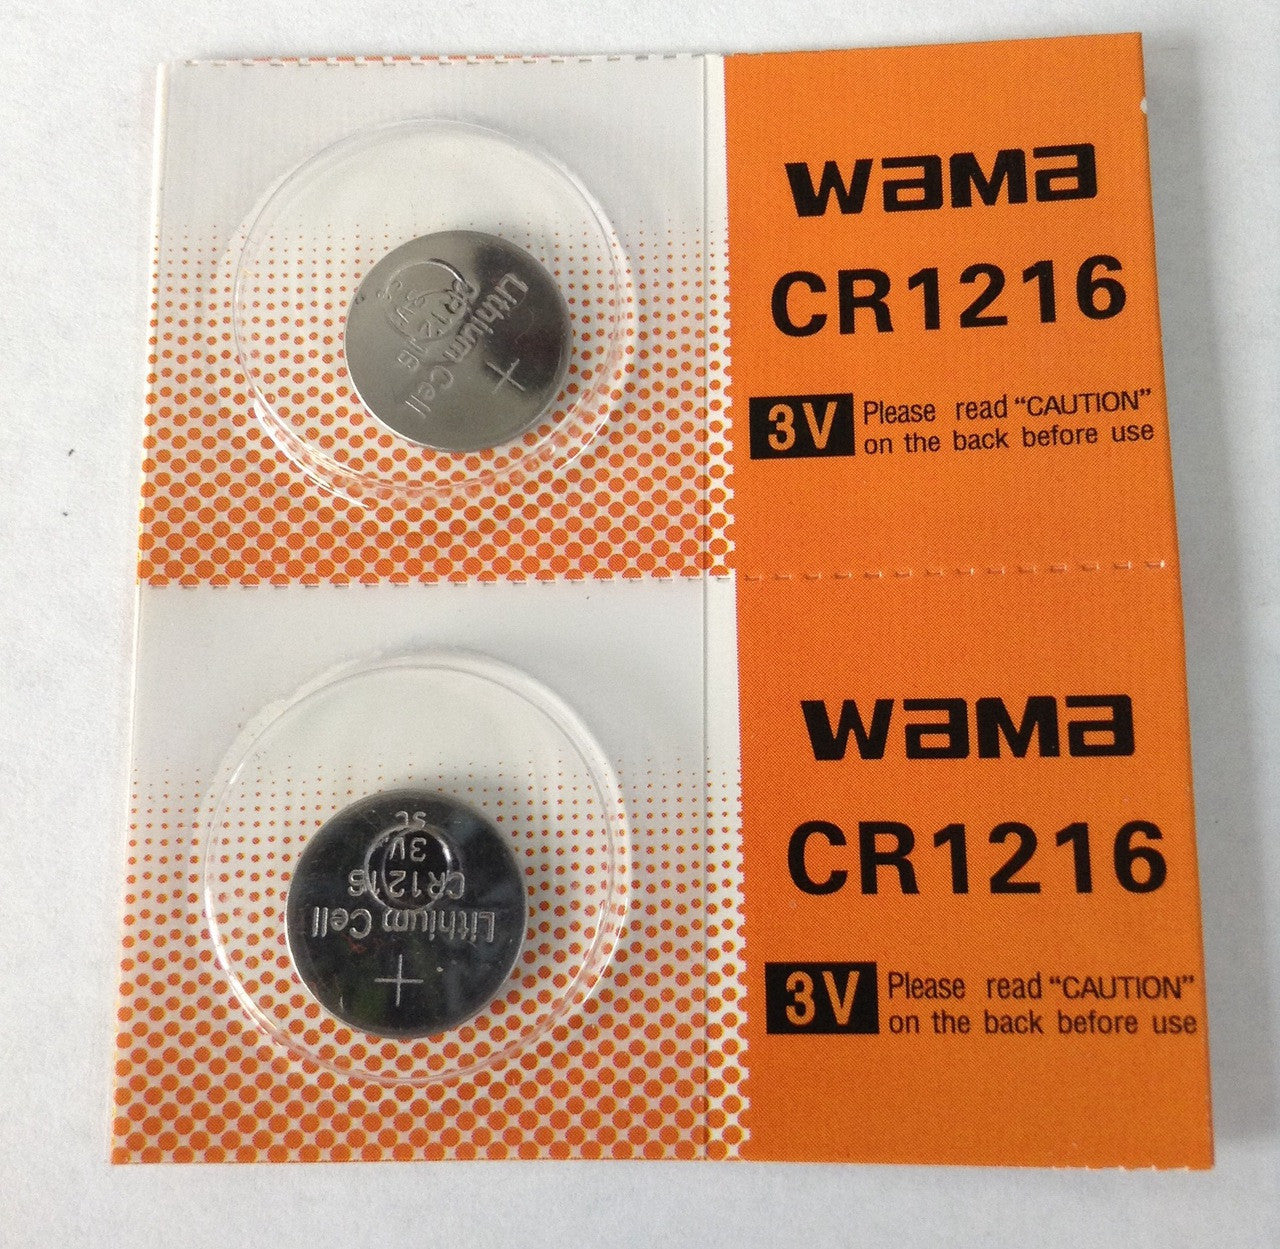 wama
CR1216
3V
Please read "CAUTION"
on the back before use
Lithium Cell
CR1216
3V
+
wama
CR1216
3V
Please read "CAUTION"
on the back before use
+
Lithium Cell
CR1216
3V